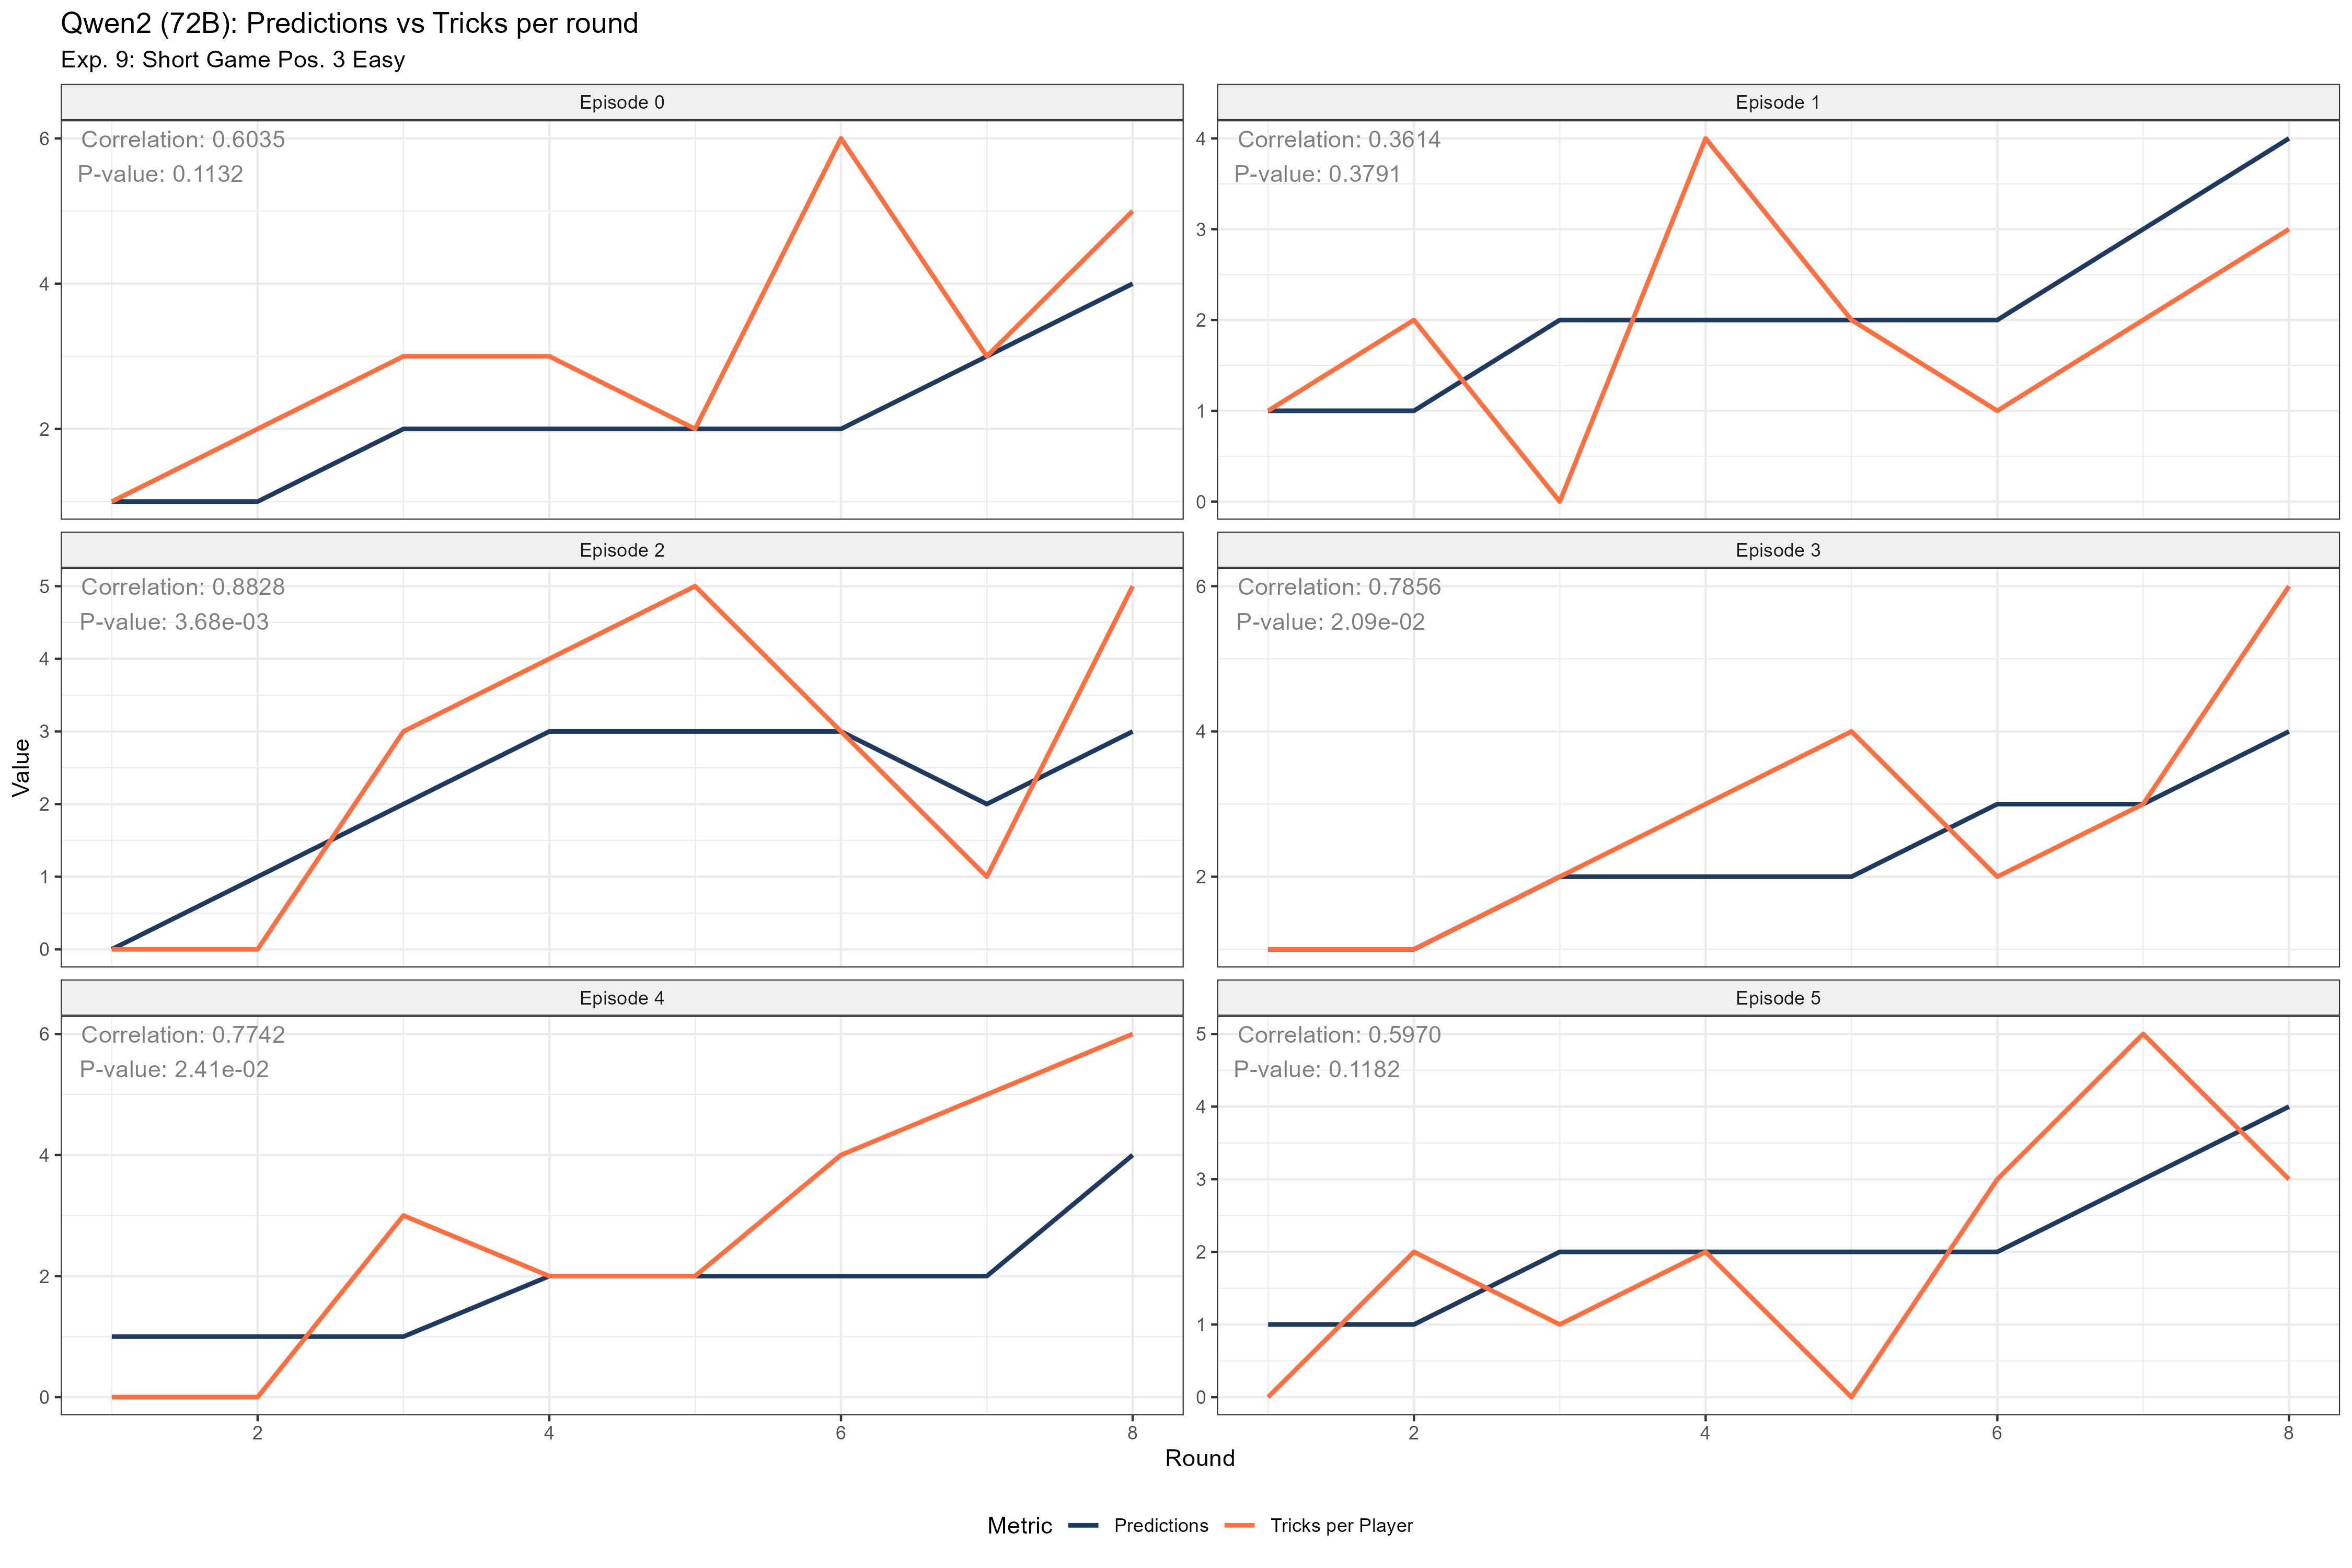 Qwen2 (72B): Predictions vs Tricks per round
Exp. 9: Short Game Pos. 3 Easy
Episode 0
Correlation: 0.6035
P-value: 0.1132
6
4
2
Episode 1
Correlation: 0.3614
P-value: 0.3791
4
3
2
1
0
Episode 2
Correlation: 0.8828
P-value: 3.68e-03
5
4
3
2
1
0
Episode 3
Correlation: 0.7856
P-value: 2.09e-02
6
4
2
Value
Episode 4
Correlation: 0.7742
P-value: 2.41e-02
6
4
2
0
2 4 6 8
Episode 5
Correlation: 0.5970
P-value: 0.1182
5
4
3
2
1
0
2 4 6 8
Round
Metric Predictions Tricks per Player